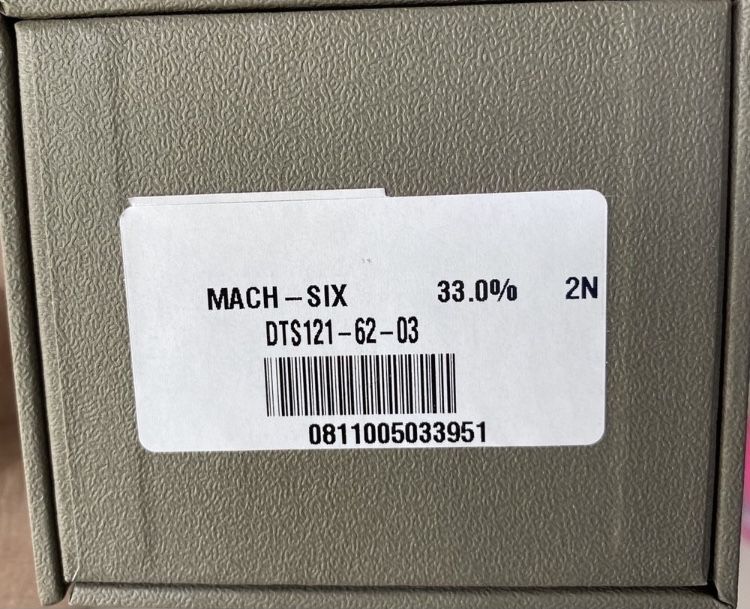 MACH-SIX 33.0% 2N
DTS121-62-03
0811005033951